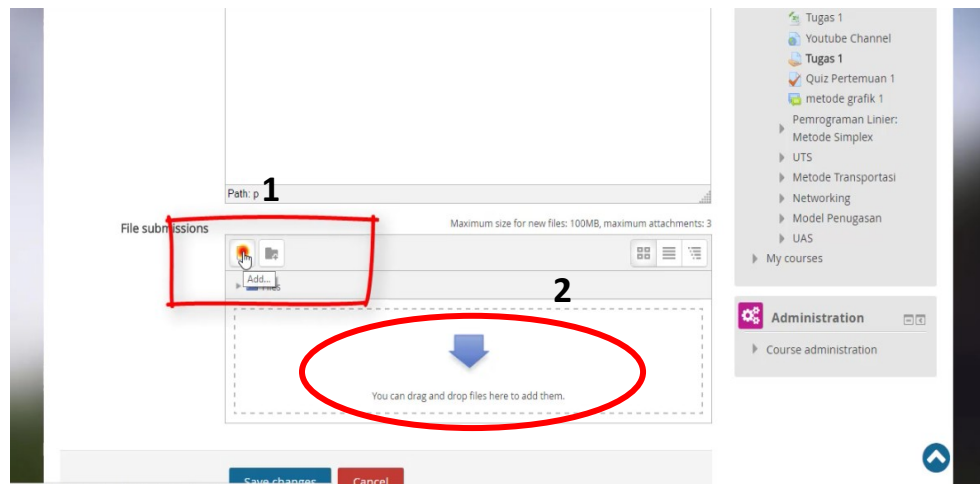 Path: p
1
File submissions
Maximum size for new files: 100MB, maximum attachments: 3
Add...
Files
2
You can drag and drop files here to add them.
Save changes
Cancel
Tugas 1
Youtube Channel
Tugas 1
Quiz Pertemuan 1
metode grafik 1
Pemrograman Linier:
Metode Simplex
UTS
Metode Transportasi
Networking
Model Penugasan
UAS
My courses
Administration
Course administration